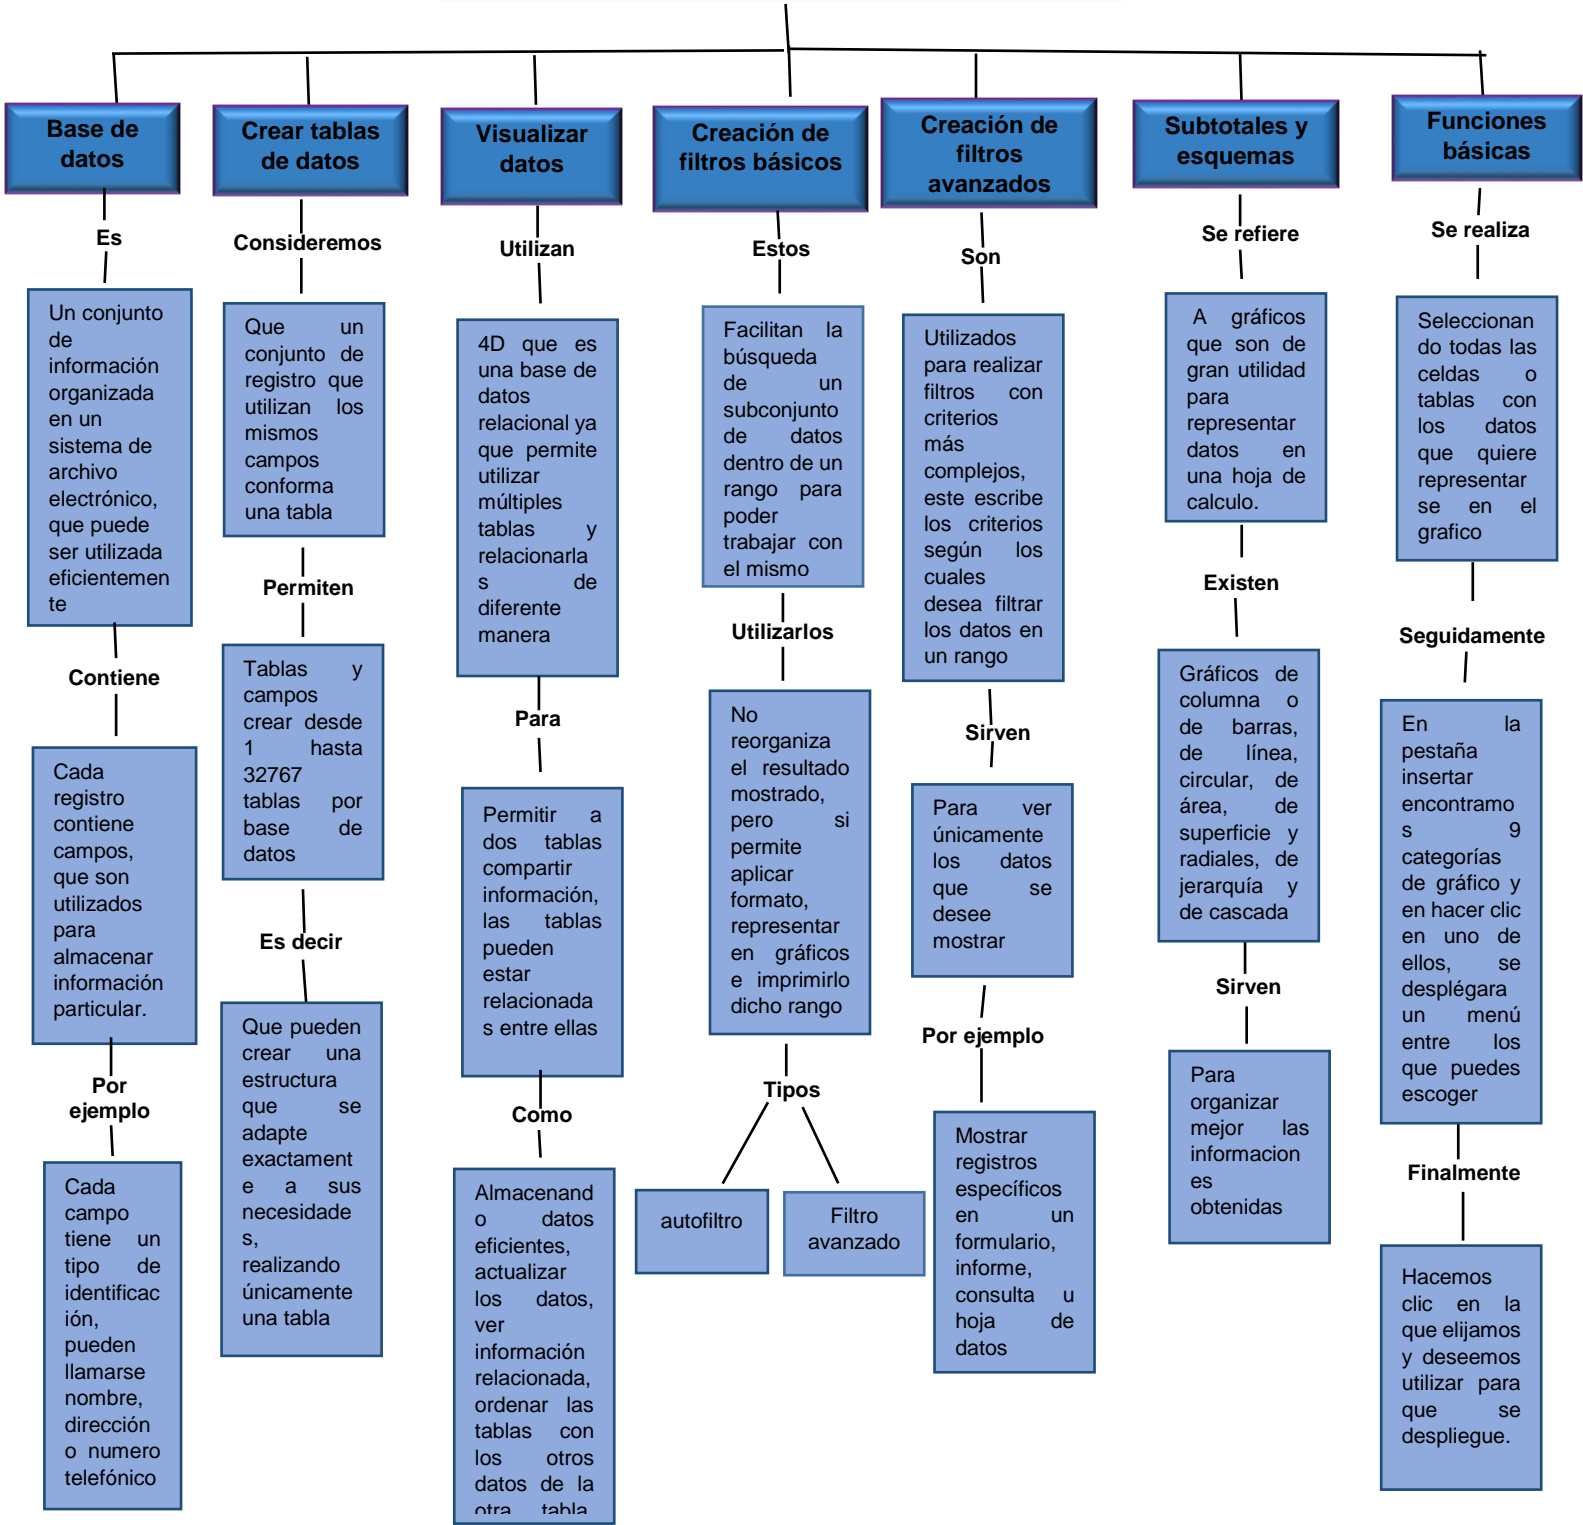 Base de
datos
Es
Un conjunto
de
información
organizada
en un
sistema de
archivo
electrónico,
que puede
ser utilizada
eficientemen
te
Contiene
Cada
registro
contiene
campos,
que son
utilizados
para
almacenar
información
particular.
Por
ejemplo
Cada
campo
tiene un
tipo de
identificac
ión,
pueden
llamarse
nombre,
dirección
o numero
telefónico
Crear tablas
de datos
Consideremos
Que un
conjunto de
registro que
utilizan los
mismos
campos
conforma
una tabla
Permiten
Tablas y
campos
crear desde
1 hasta
32767
tablas por
base de
datos
Es decir
Que pueden
crear una
estructura
que se
adapte
exactament
e a sus
necesidade
s,
realizando
únicamente
una tabla
Visualizar
datos
Utilizan
4D que es
una base de
datos
relacional ya
que permite
utilizar
múltiples
tablas y
relacionarla
s de
diferente
manera
Para
Permitir a
dos tablas
compartir
información,
las tablas
pueden
estar
relacionada
s entre ellas
Como
Almacenand
o datos
eficientes,
actualizar
los datos,
ver
información
relacionada,
ordenar las
tablas con
los otros
datos de la
otra tabla.
Creación de
filtros básicos
Estos
Facilitan la
búsqueda
de un
subconjunto
de datos
dentro de un
rango para
poder
trabajar con
el mismo
Utilizarlos
No
reorganiza
el resultado
mostrado,
pero si
permite
aplicar
formato,
representar
en gráficos
e imprimirlo
dicho rango
Tipos
autofiltro
Filtro
avanzado
Creación de
filtros
avanzados
Son
Utilizados
para realizar
filtros con
criterios
más
complejos,
este escribe
los criterios
según los
cuales
desea filtrar
los datos en
un rango
Sirven
Para ver
únicamente
los datos
que se
desee
mostrar
Por ejemplo
Mostrar
registros
específicos
en un
formulario,
informe,
consulta u
hoja de
datos
Subtotales y
esquemas
Se refiere
A gráficos
que son de
gran utilidad
para
representar
datos en
una hoja de
calculo.
Existen
Gráficos de
columna o
de barras,
de línea,
circular, de
área, de
superficie y
radiales, de
jerarquía y
de cascada
Sirven
Para
organizar
mejor las
informacion
es
obtenidas
Funciones
básicas
Se realiza
Seleccionan
do todas las
celdas o
tablas con
los datos
que quiere
representar
se en el
grafico
Seguidamente
En la
pestaña
insertar
encontramo
s 9
categorías
de gráfico y
en hacer clic
en uno de
ellos, se
desplégara
un menú
entre los
que puedes
escoger
Finalmente
Hacemos
clic en la
que elijamos
y deseemos
utilizar para
que se
despliegue.